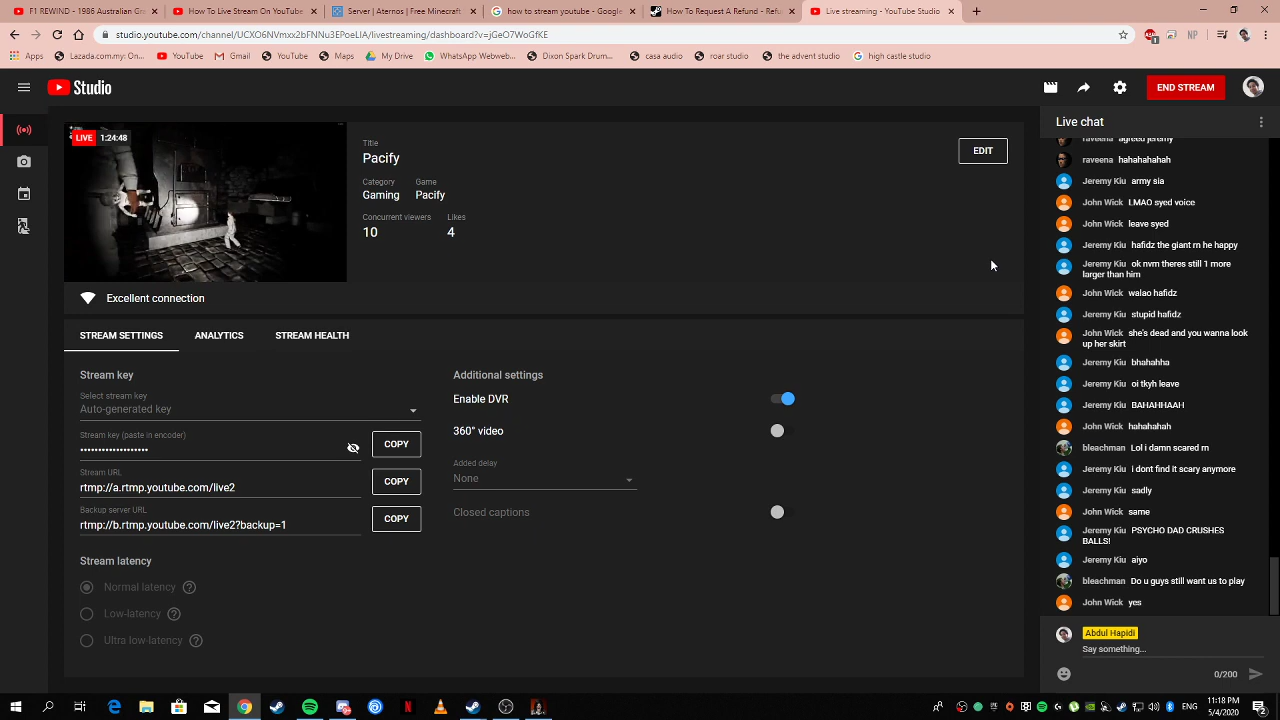 F1 REWIND - 1986 Australian Gr
How To Live Stream On YouTube
Server | Aternos | Free Minecraft
how to stream youtube - Google
How To Request A Refund - Refu
Live streaming - YouTube Studio
studio.youtube.com/channel/UCXO6NVmxx2bFNNu3EPoeLIA/livestreaming/dashboard?v=jGeO7WoGfKE
Apps
Lazada.com.my: On...
YouTube
Gmail
YouTube
Maps
My Drive
WhatsApp Webweb...
Dixon Spark Drum...
casa audio
roar studio
the advent studio
high castle studio
Studio
END STREAM
LIVE 1:24:48
Title
Pacify
EDIT
Category Game
Gaming Pacify
Concurrent viewers Likes
10 4
Excellent connection
STREAM SETTINGS
ANALYTICS
STREAM HEALTH
Stream key
Select stream key
Auto-generated key
Stream key (paste in encoder)
••••••••••••••••••
COPY
Stream URL
rtmp://a.rtmp.youtube.com/live2
COPY
Backup server URL
rtmp://b.rtmp.youtube.com/live2?backup=1
COPY
Stream latency
Normal latency
Low-latency
Ultra low-latency
Additional settings
Enable DVR
360° video
Added delay
None
Closed captions
Live chat
raveena agreed jeremy
raveena hahahahahah
Jeremy Kiu army sia
John Wick LMAO syed voice
John Wick leave syed
Jeremy Kiu hafidz the giant rn he happy
Jeremy Kiu ok nvm theres still 1 more
larger than him
John Wick walao hafidz
Jeremy Kiu stupid hafidz
John Wick she's dead and you wanna look
up her skirt
Jeremy Kiu bhahahha
Jeremy Kiu oi tkyh leave
Jeremy Kiu BAHAHHAAH
John Wick hahahahah
bleachman Lol i damn scared rn
Jeremy Kiu i dont find it scary anymore
Jeremy Kiu sadly
John Wick same
Jeremy Kiu PSYCHO DAD CRUSHES
BALLS!
Jeremy Kiu aiyo
bleachman Do u guys still want us to play
John Wick yes
Abdul Hapidi
Say something...
0/200
ENG
11:18 PM
5/4/2020
2